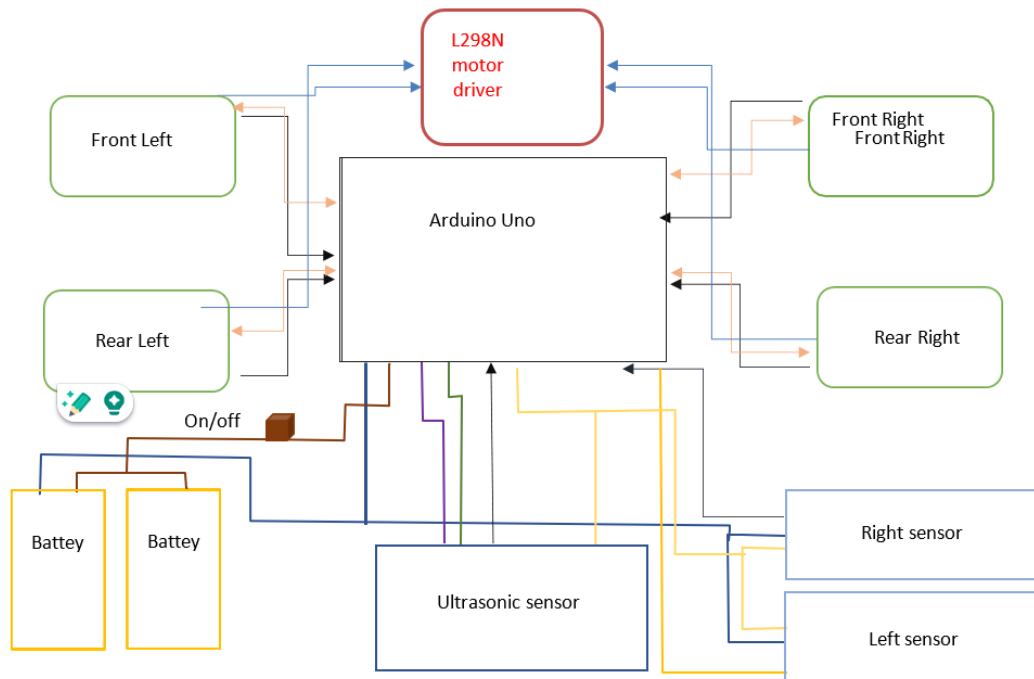 L298N
motor
driver
Front Left
Front Right
Front Right
Arduino Uno
Rear Left
Rear Right
On/off
Battey
Battey
Right sensor
Ultrasonic sensor
Left sensor